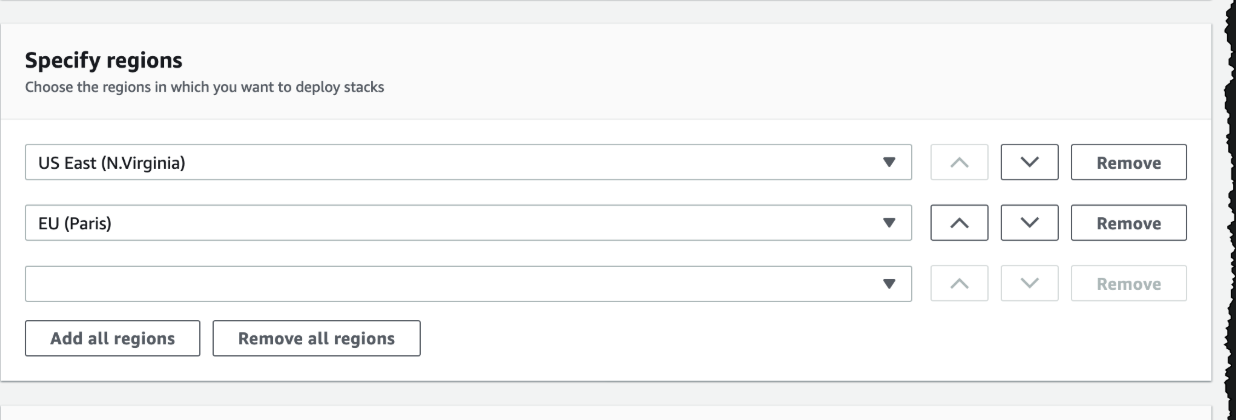 Specify regions
Choose the regions in which you want to deploy stacks
US East (N.Virginia) Remove
EU (Paris) Remove
Remove
Add all regions Remove all regions